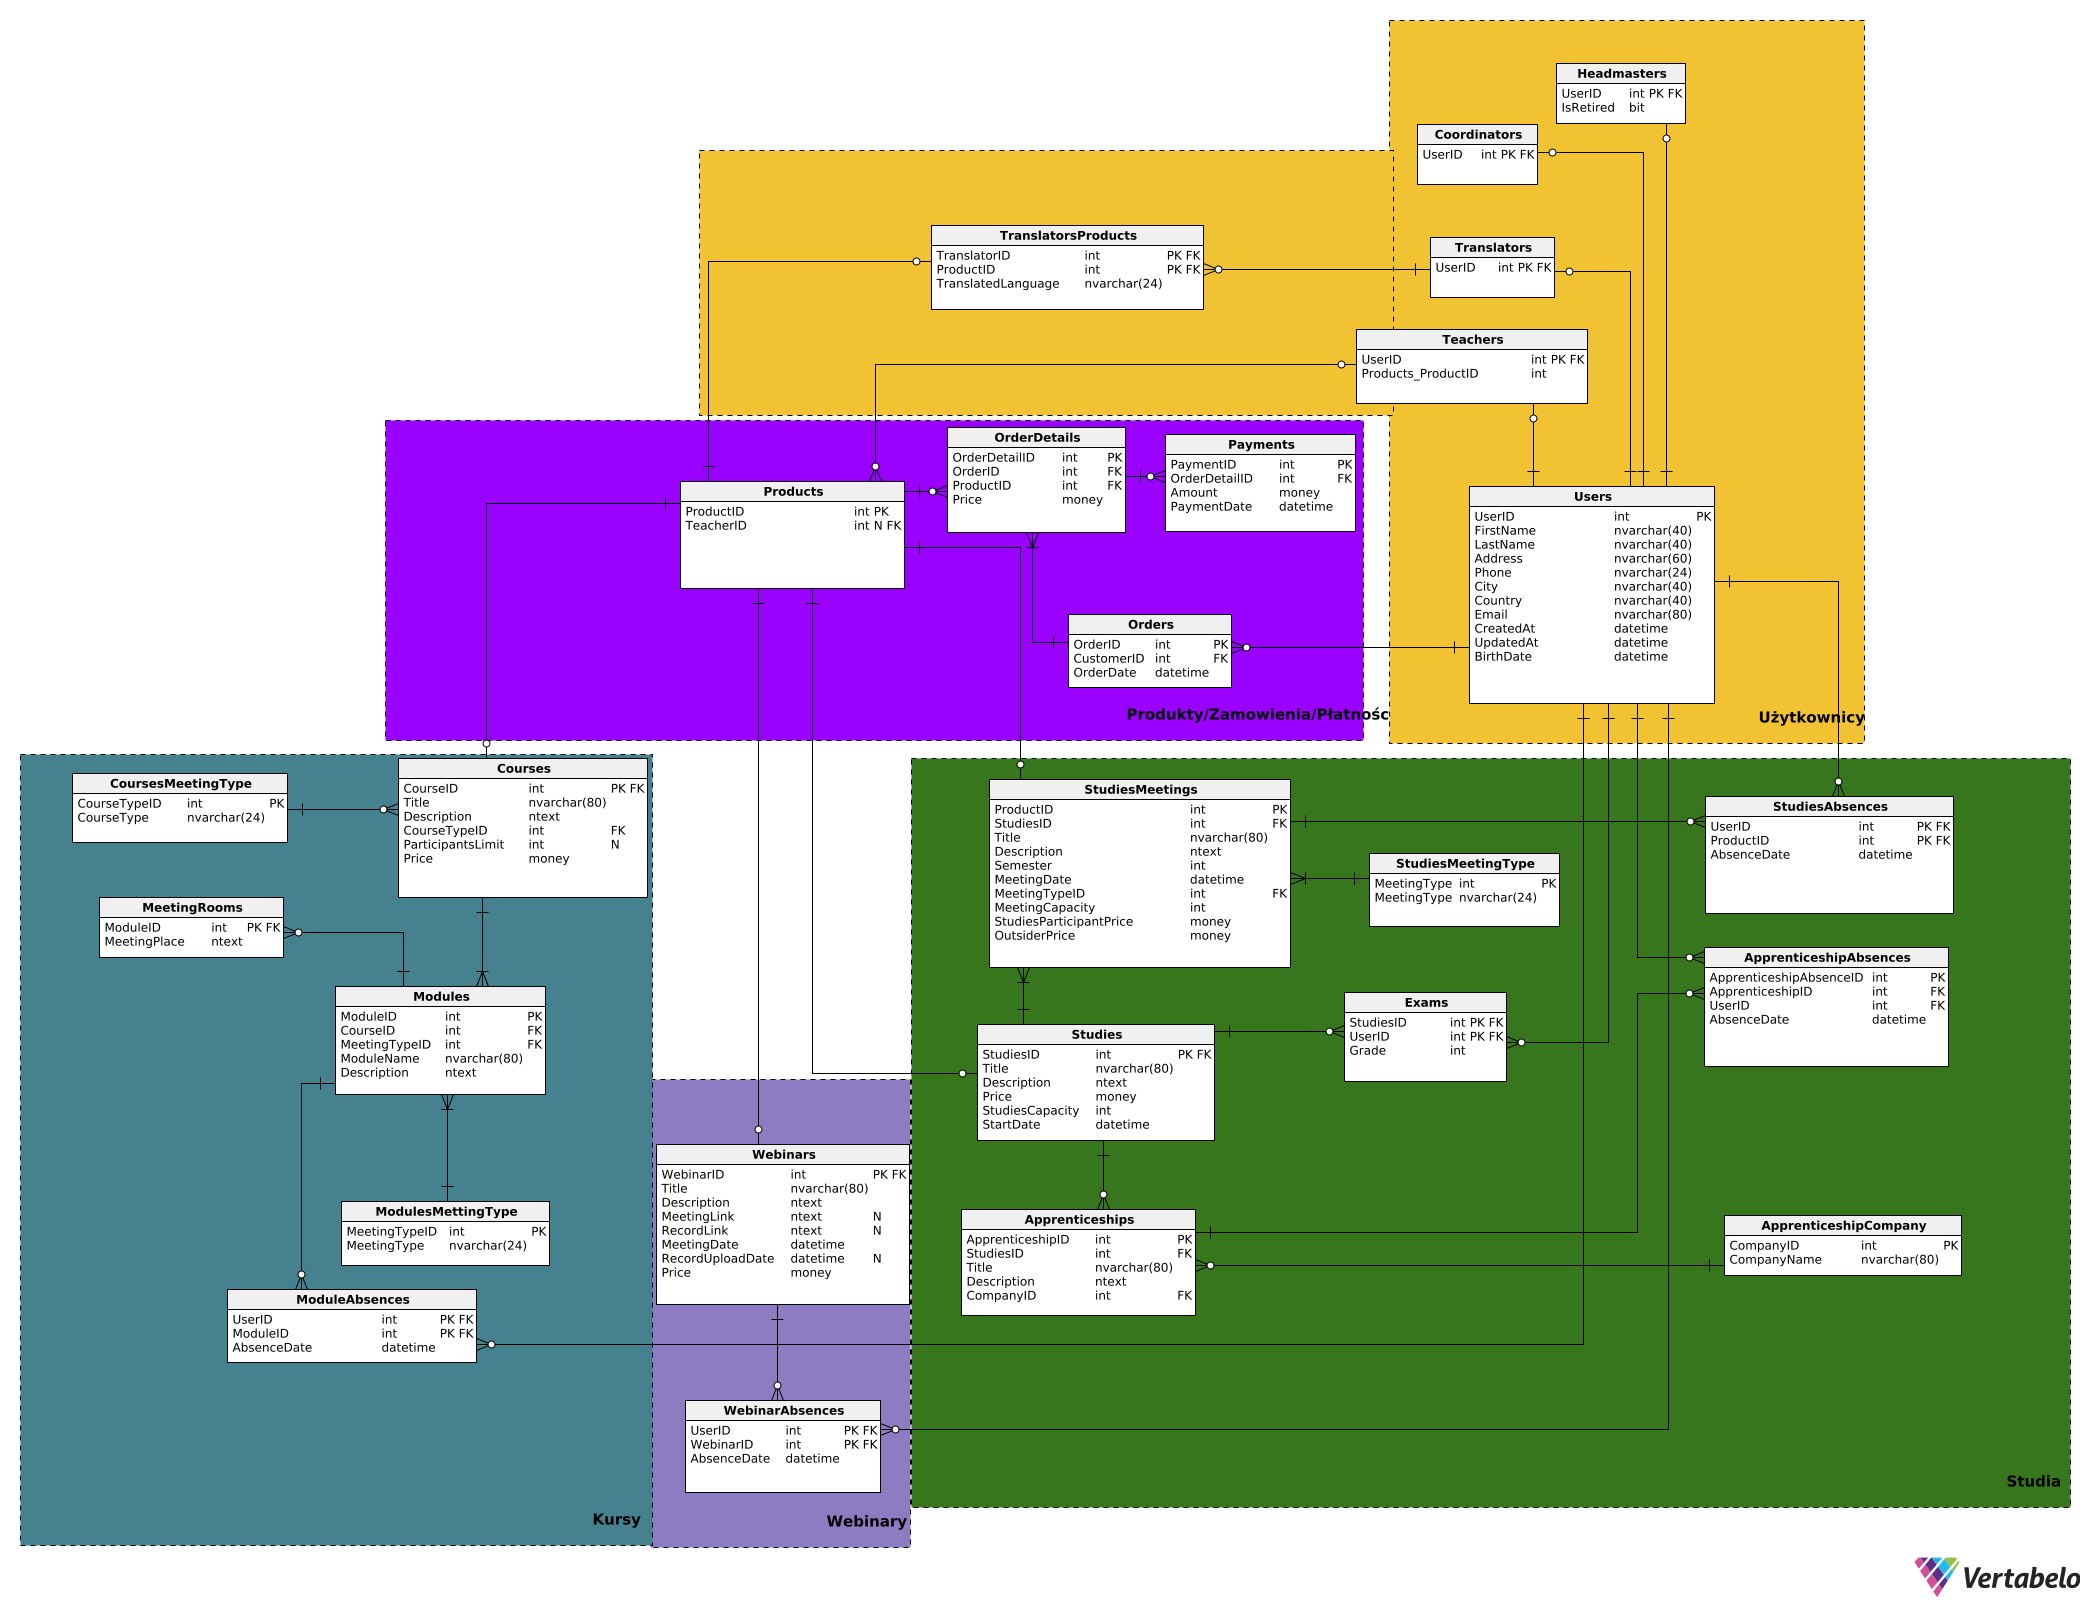 Headmasters
UserID int PK FK
IsRetired bit
Coordinators
UserID int PK FK
TranslatorsProducts
TranslatorID int PK FK
ProductID int PK FK
TranslatedLanguage nvarchar(24)
Translators
UserID int PK FK
Teachers
UserID int PK FK
Products_ProductID int
OrderDetails
OrderDetailID int PK
OrderID int FK
ProductID int FK
Price money
Payments
PaymentID int PK
OrderDetailID int FK
Amount money
PaymentDate datetime
Products
ProductID int PK
TeacherID int N FK
Users
UserID int PK
FirstName nvarchar(40)
LastName nvarchar(40)
Address nvarchar(60)
Phone nvarchar(24)
City nvarchar(40)
Country nvarchar(40)
Email nvarchar(80)
CreatedAt datetime
UpdatedAt datetime
BirthDate datetime
Orders
OrderID int PK
CustomerID int FK
OrderDate datetime
Produkty/Zamowienia/Płatnośc
Użytkownicy
CoursesMeetingType
CourseTypeID int PK
CourseType nvarchar(24)
Courses
CourseID int PK FK
Title nvarchar(80)
Description ntext
CourseTypeID int FK
ParticipantsLimit int N
Price money
StudiesMeetings
ProductID int PK
StudiesID int FK
Title nvarchar(80)
Description ntext
Semester int
MeetingDate datetime
MeetingTypeID int FK
MeetingCapacity int
StudiesParticipantPrice money
OutsiderPrice money
StudiesAbsences
UserID int PK FK
ProductID int PK FK
AbsenceDate datetime
StudiesMeetingType
MeetingType int PK
MeetingType nvarchar(24)
MeetingRooms
ModuleID int PK FK
MeetingPlace ntext
ApprenticeshipAbsences
ApprenticeshipAbsenceID int PK
ApprenticeshipID int FK
UserID int FK
AbsenceDate datetime
Modules
ModuleID int PK
CourseID int FK
MeetingTypeID int FK
ModuleName nvarchar(80)
Description ntext
Exams
StudiesID int PK FK
UserID int PK FK
Grade int
Studies
StudiesID int PK FK
Title nvarchar(80)
Description ntext
Price money
StudiesCapacity int
StartDate datetime
Webinars
WebinarID int PK FK
Title nvarchar(80)
Description ntext
MeetingLink ntext N
RecordLink ntext N
MeetingDate datetime
RecordUploadDate datetime N
Price money
ModulesMettingType
MeetingTypeID int PK
MeetingType nvarchar(24)
Apprenticeships
ApprenticeshipID int PK
StudiesID int FK
Title nvarchar(80)
Description ntext
CompanyID int FK
ApprenticeshipCompany
CompanyID int PK
CompanyName nvarchar(80)
ModuleAbsences
UserID int PK FK
ModuleID int PK FK
AbsenceDate datetime
WebinarAbsences
UserID int PK FK
WebinarID int PK FK
AbsenceDate datetime
Studia
Kursy
Webinary
Vertabelo